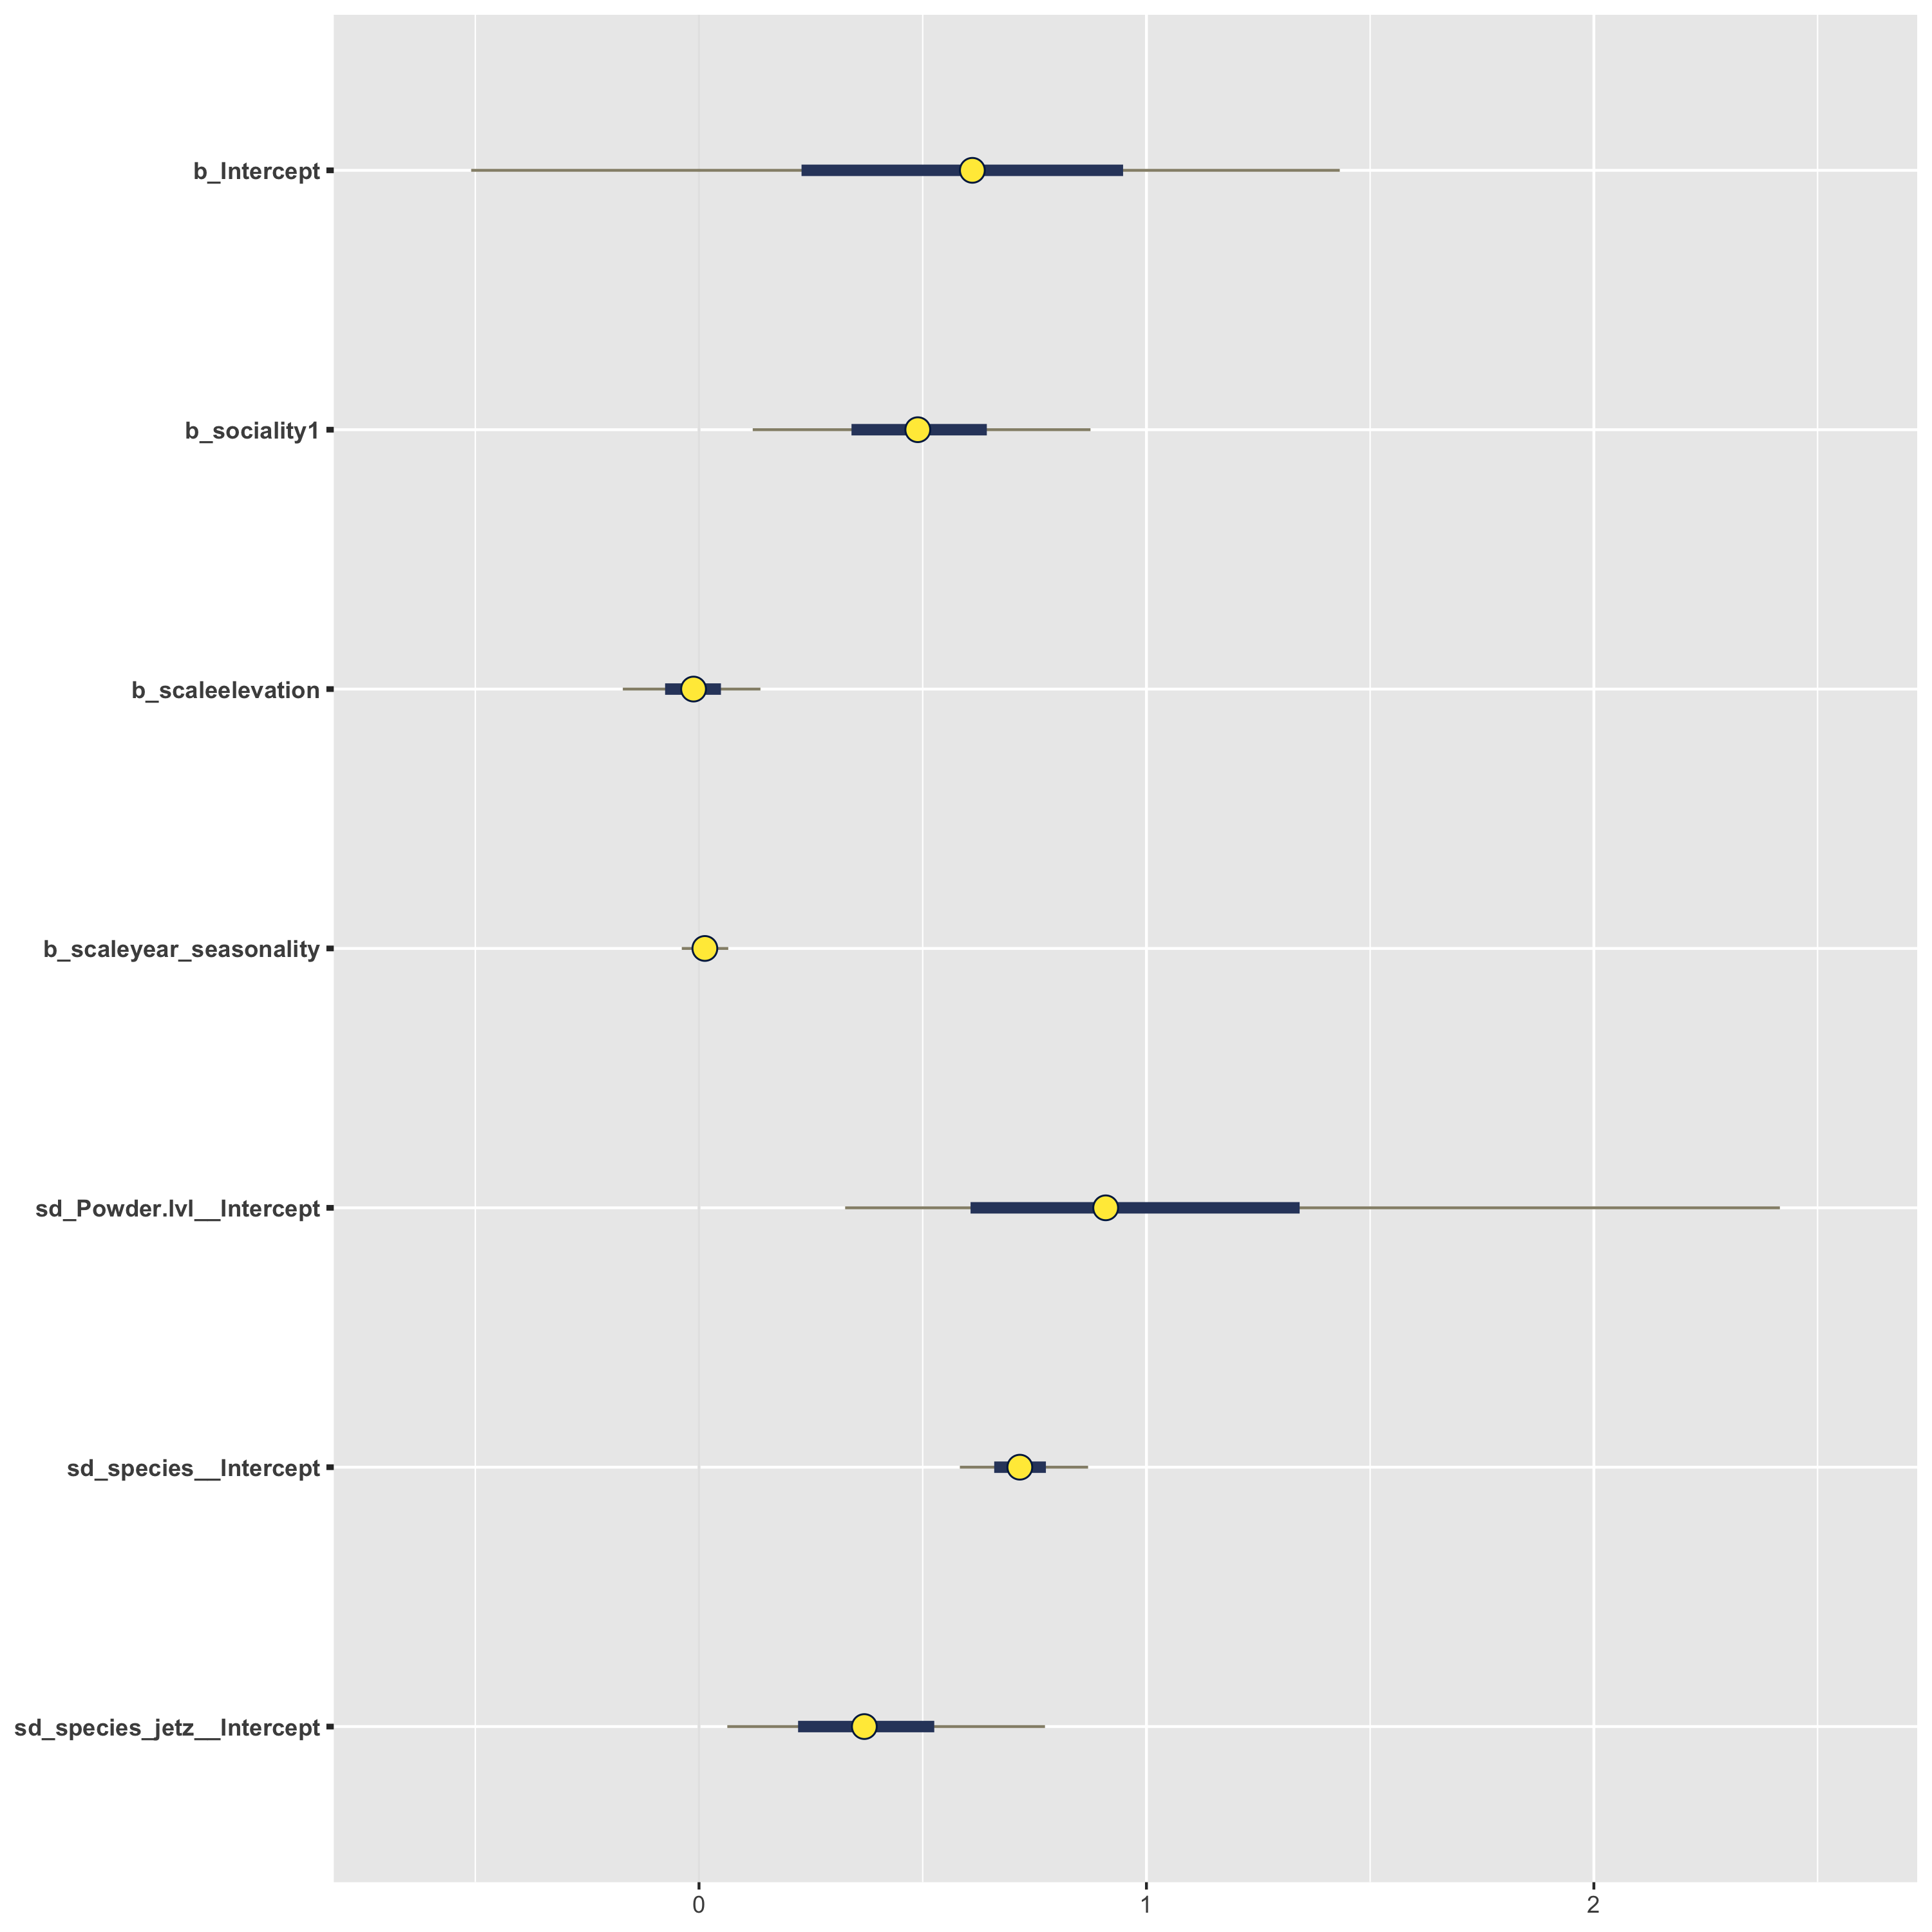 b_Intercept
b_sociality1
b_scaleelevation
b_scaleyear_seasonality
sd_Powder.lvl__Intercept
sd_species__Intercept
sd_species_jetz__Intercept
0 1 2